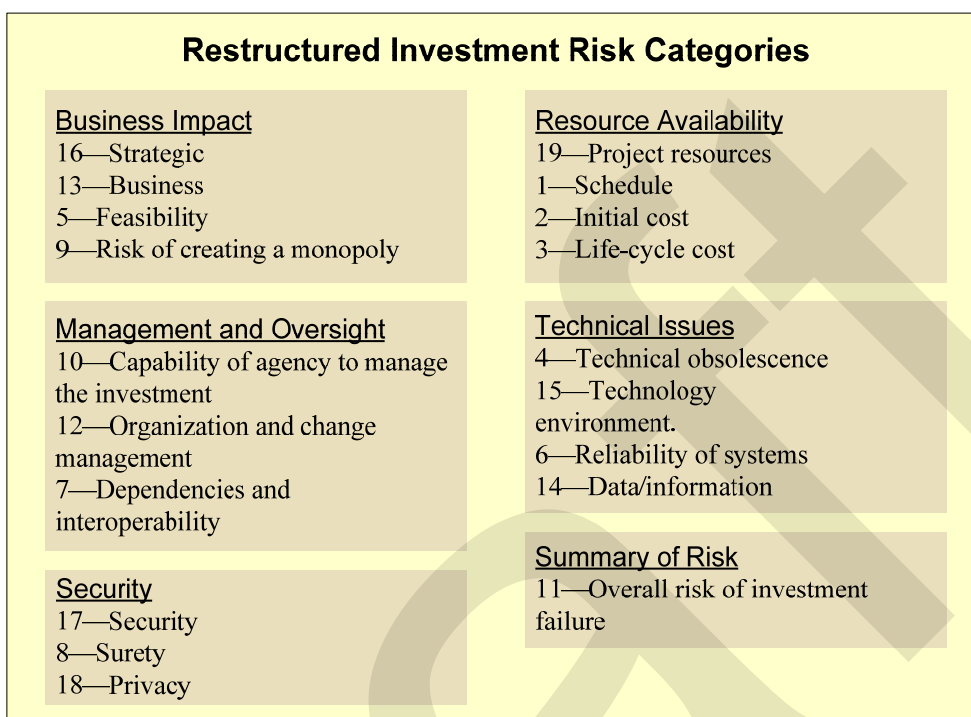 Restructured Investment Risk Categories
Business Impact
16—Strategic
13—Business
5—Feasibility
9—Risk of creating a monopoly
Management and Oversight
10—Capability of agency to manage
the investment
12—Organization and change
management
7—Dependencies and
interoperability
Security
17—Security
8—Surety
18—Privacy
Resource Availability
19—Project resources
1—Schedule
2—Initial cost
3—Life-cycle cost
Technical Issues
4—Technical obsolescence
15—Technology
environment.
6—Reliability of systems
14—Data/information
Summary of Risk
11—Overall risk of investment
failure